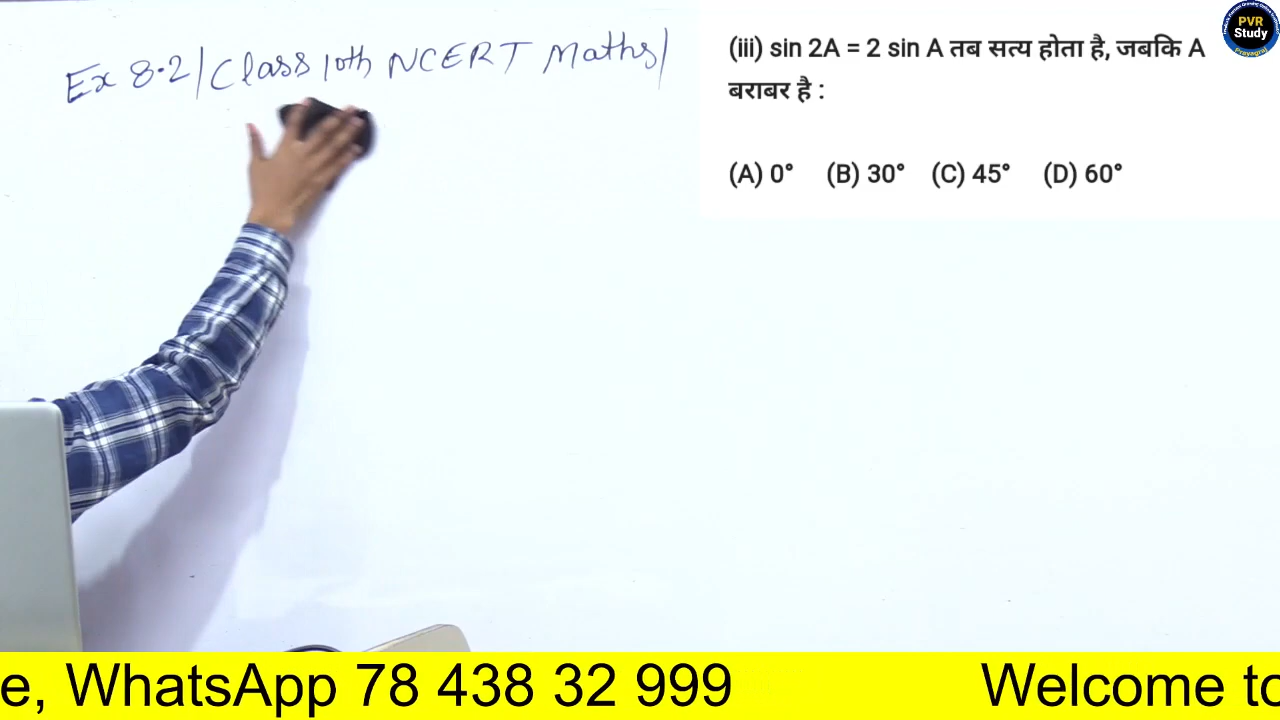 Ex 8.2/Class 10th NCERT Maths/
(iii) sin 2A = 2 sin A तब सत्य होता है, जबकि A
बराबर है :
(A) 0° (B) 30° (C) 45° (D) 60°
PVR
Study
Prayagraj
e, WhatsApp 78 438 32 999 Welcome to